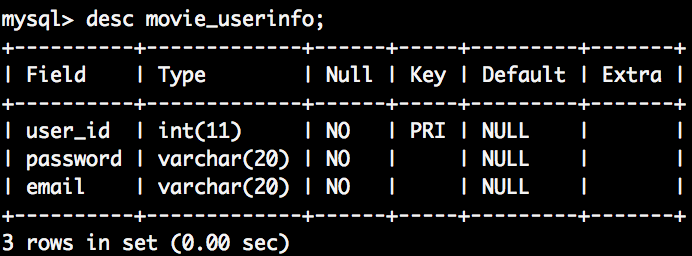 mysql> desc movie_userinfo;
+----------+-------------+------+-----+---------+-------+
| Field    | Type        | Null | Key | Default | Extra |
+----------+-------------+------+-----+---------+-------+
| user_id  | int(11)     | NO   | PRI | NULL    |       |
| password | varchar(20) | NO   |     | NULL    |       |
| email    | varchar(20) | NO   |     | NULL    |       |
+----------+-------------+------+-----+---------+-------+
3 rows in set (0.00 sec)